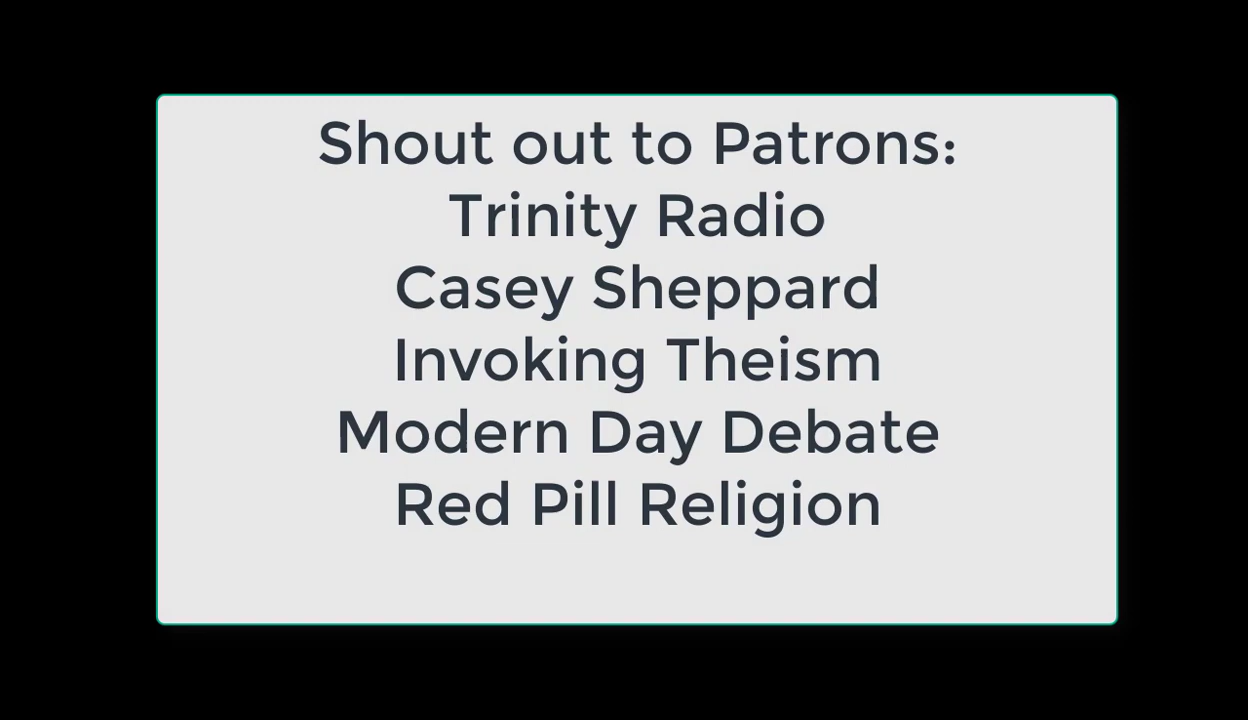 Shout out to Patrons:
Trinity Radio
Casey Sheppard
Invoking Theism
Modern Day Debate
Red Pill Religion